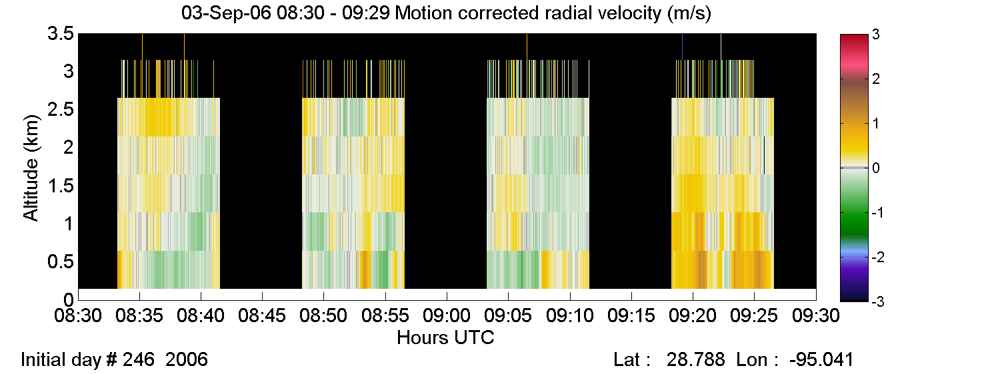 03-Sep-06 08:30 - 09:29 Motion corrected radial velocity (m/s)
3.5
3
2.5
2
1.5
1
0.5
0
Altitude (km)
08:30 08:35 08:40 08:45 08:50 08:55 09:00 09:05 09:10 09:15 09:20 09:25 09:30
Hours UTC
3
2
1
0
-1
-2
-3
Initial day # 246 2006
Lat : 28.788 Lon : -95.041